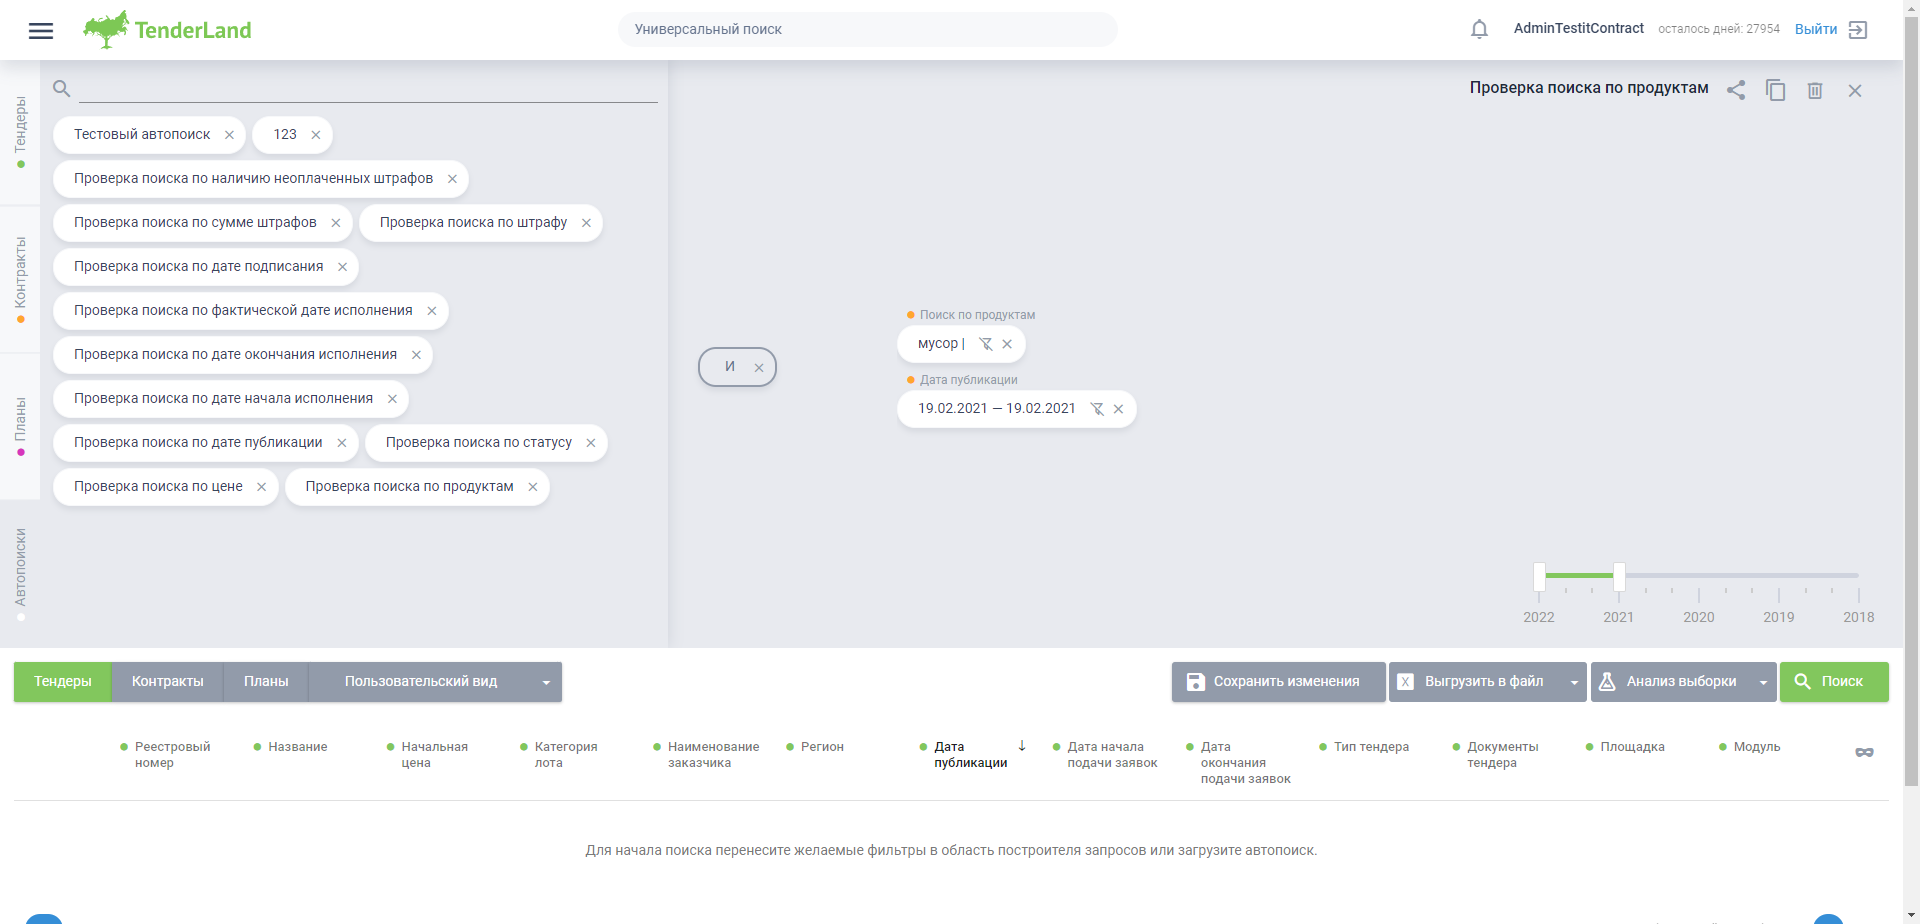 TenderLand
Универсальный поиск
AdminTestitContract
осталось дней: 27954
Выйти
Тендеры
Контракты
Планы
Автопоиски
Тестовый автопоиск
123
Проверка поиска по наличию неоплаченных штрафов
Проверка поиска по сумме штрафов
Проверка поиска по штрафу
Проверка поиска по дате подписания
Проверка поиска по фактической дате исполнения
Проверка поиска по дате окончания исполнения
Проверка поиска по дате начала исполнения
Проверка поиска по дате публикации
Проверка поиска по статусу
Проверка поиска по цене
Проверка поиска по продуктам
Проверка поиска по продуктам
И
Поиск по продуктам
мусор |
Дата публикации
19.02.2021 — 19.02.2021
2022
2021
2020
2019
2018
Тендеры
Контракты
Планы
Пользовательский вид
Сохранить изменения
X
Выгрузить в файл
Анализ выборки
Поиск
Реестровый
номер
Название
Начальная
цена
Категория
лота
Наименование
заказчика
Регион
Дата
публикации
Дата начала
подачи заявок
Дата
окончания
подачи заявок
Тип тендера
Документы
тендера
Площадка
Модуль
Для начала поиска перенесите желаемые фильтры в область построителя запросов или загрузите автопоиск.